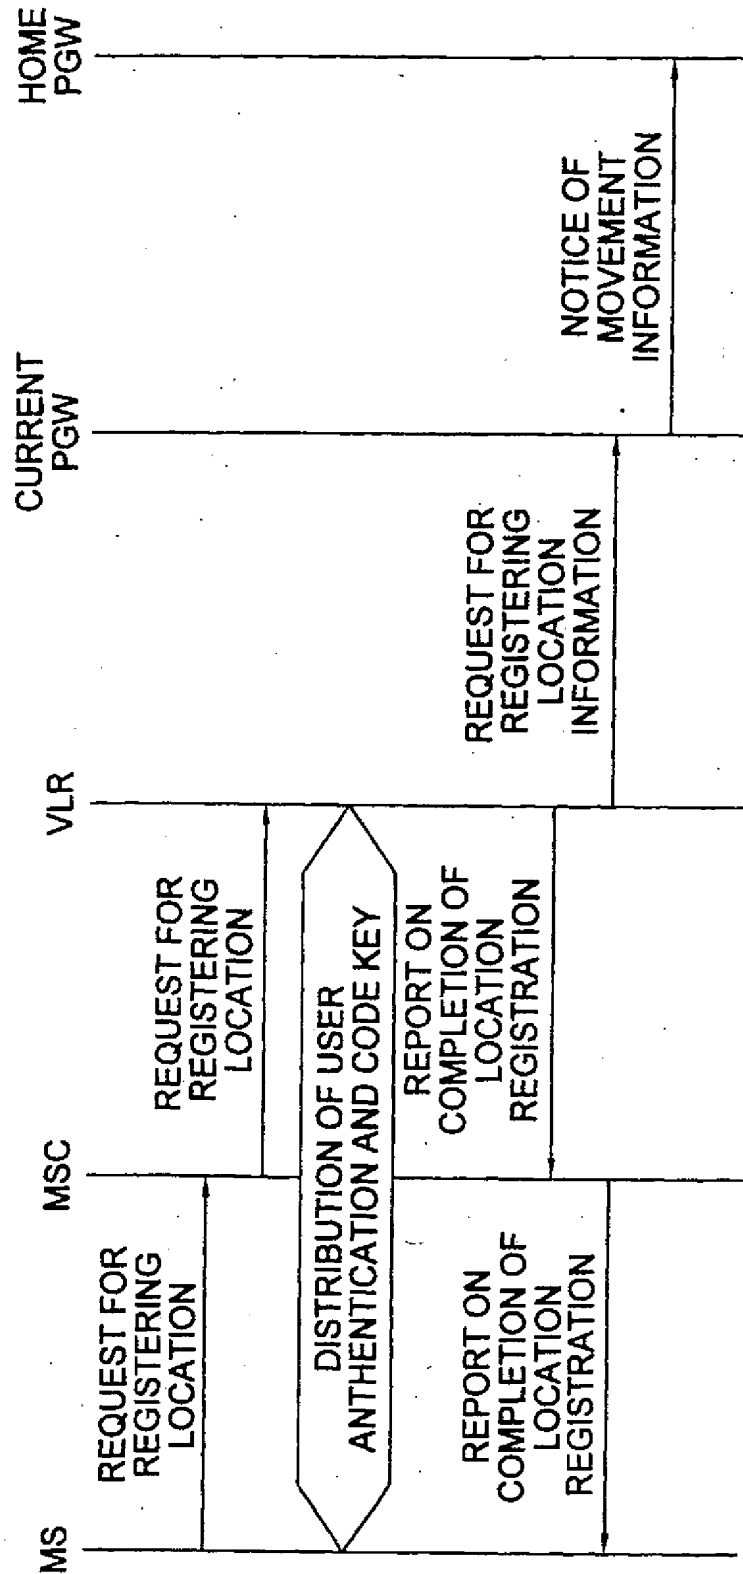 MS
MSC
VLR
CURRENT
PGW
HOME
PGW
REQUEST FOR
REGISTERING
LOCATION
REQUEST FOR
REGISTERING
LOCATION
DISTRIBUTION OF USER
ANTHENTICATION AND CODE KEY
REPORT ON
COMPLETION OF
LOCATION
REGISTRATION
REPORT ON
COMPLETION OF
LOCATION
REGISTRATION
REQUEST FOR
REGISTERING
LOCATION
INFORMATION
NOTICE OF
MOVEMENT
INFORMATION